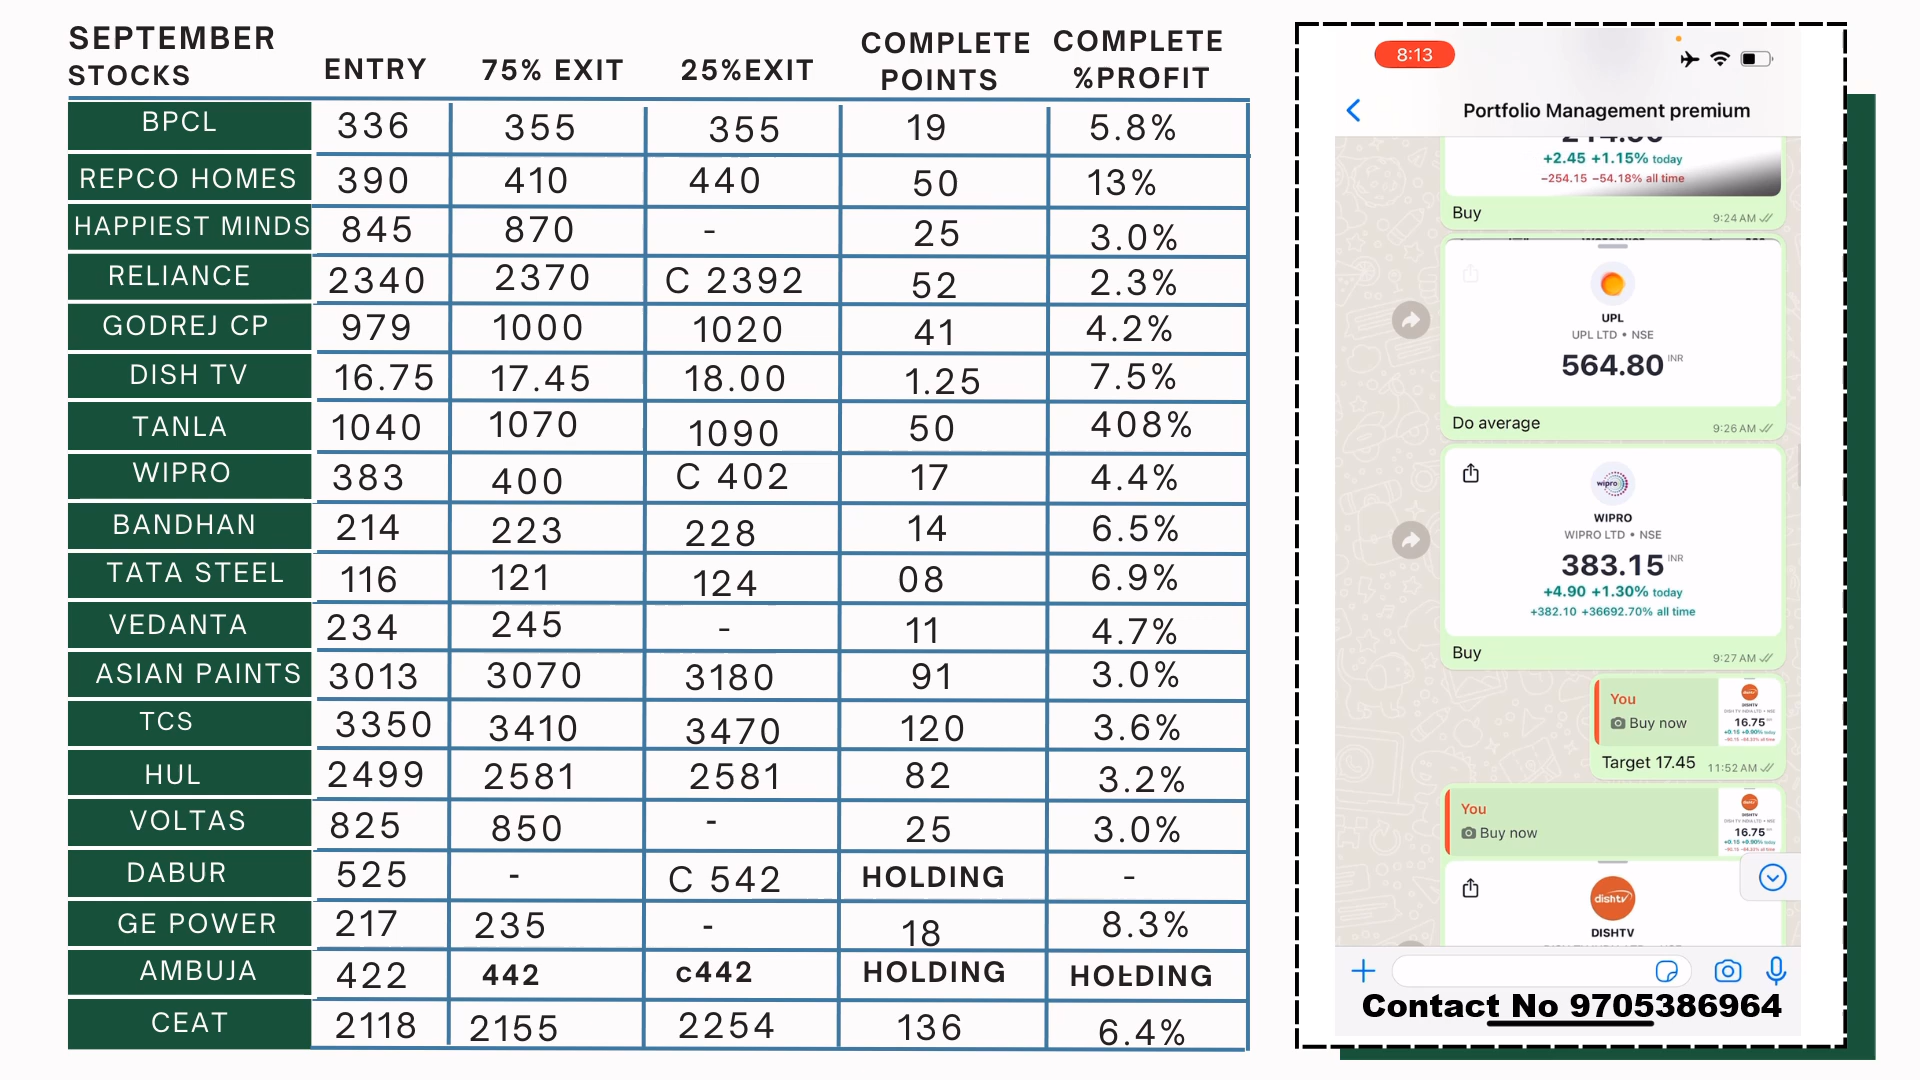 SEPTEMBER STOCKS ENTRY 75% EXIT 25%EXIT COMPLETE POINTS COMPLETE %PROFIT
BPCL 336 355 355 19 5.8%
REPCO HOMES 390 410 440 50 13%
HAPPIEST MINDS 845 870 - 25 3.0%
RELIANCE 2340 2370 C 2392 52 2.3%
GODREJ CP 979 1000 1020 41 4.2%
DISH TV 16.75 17.45 18.00 1.25 7.5%
TANLA 1040 1070 1090 50 408%
WIPRO 383 400 C 402 17 4.4%
BANDHAN 214 223 228 14 6.5%
TATA STEEL 116 121 124 08 6.9%
VEDANTA 234 245 - 11 4.7%
ASIAN PAINTS 3013 3070 3180 91 3.0%
TCS 3350 3410 3470 120 3.6%
HUL 2499 2581 2581 82 3.2%
VOLTAS 825 850 - 25 3.0%
DABUR 525 - C 542 HOLDING -
GE POWER 217 235 - 18 8.3%
AMBUJA 422 442 c442 HOLDING HOLDING
CEAT 2118 2155 2254 136 6.4%
8:13
Portfolio Management premium
+2.45 +1.15% today
−254.15 −54.18% all time
Buy 9:24 AM
UPL
UPL LTD • NSE
564.80 INR
Do average 9:26 AM
wipro
WIPRO
WIPRO LTD • NSE
383.15 INR
+4.90 +1.30% today
+382.10 +36692.70% all time
Buy 9:27 AM
You
Buy now
DISHTV
16.75
Target 17.45 11:52 AM
You
Buy now
DISHTV
16.75
dishtv
DISHTV
Contact No 9705386964